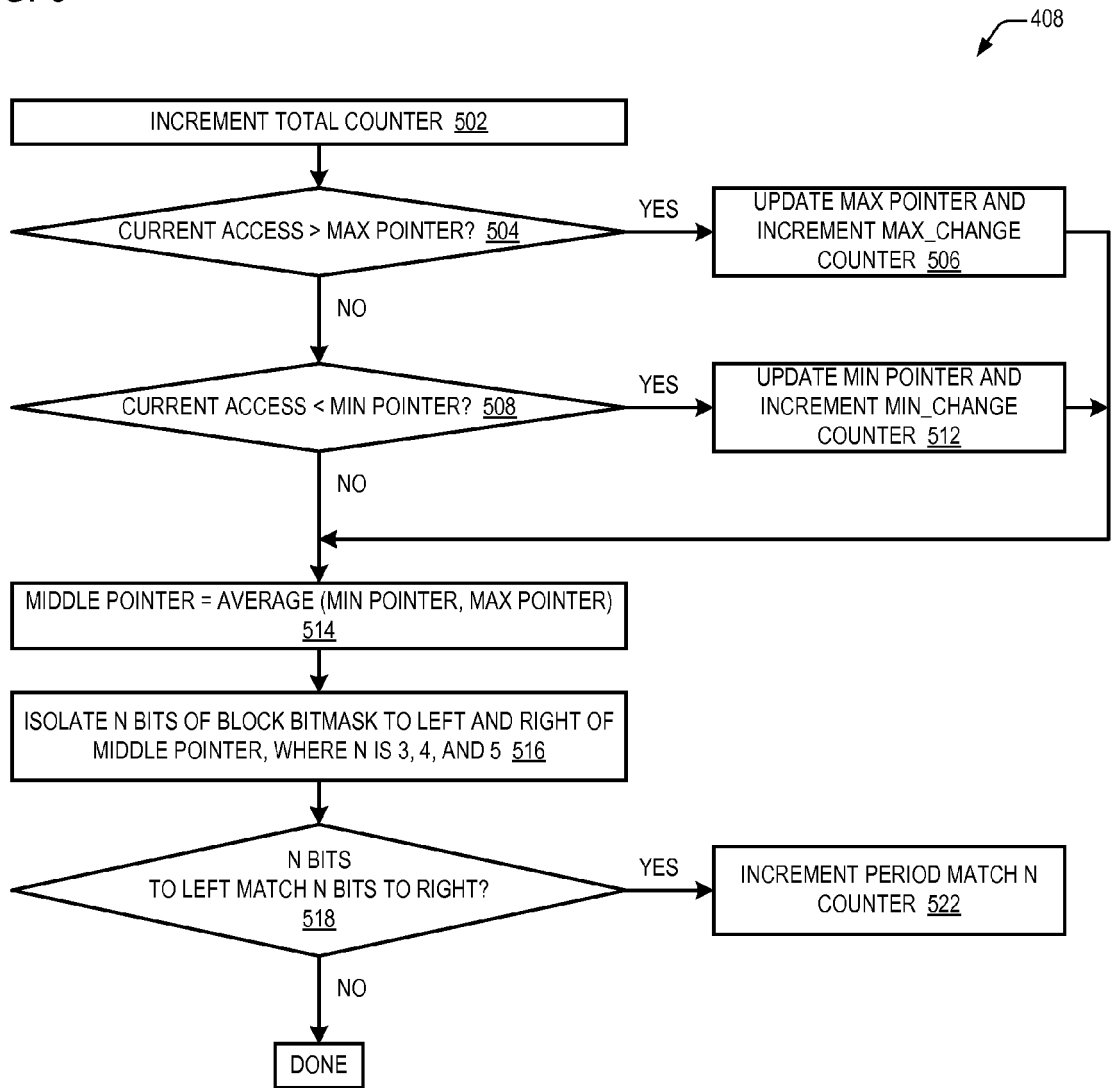 408
INCREMENT TOTAL COUNTER 502
CURRENT ACCESS > MAX POINTER? 504
YES
UPDATE MAX POINTER AND
INCREMENT MAX_CHANGE
COUNTER 506
NO
CURRENT ACCESS < MIN POINTER? 508
YES
UPDATE MIN POINTER AND
INCREMENT MIN_CHANGE
COUNTER 512
NO
MIDDLE POINTER = AVERAGE (MIN POINTER, MAX POINTER)
514
ISOLATE N BITS OF BLOCK BITMASK TO LEFT AND RIGHT OF
MIDDLE POINTER, WHERE N IS 3, 4, AND 5 516
N BITS
TO LEFT MATCH N BITS TO RIGHT?
518
YES
INCREMENT PERIOD MATCH N
COUNTER 522
NO
DONE